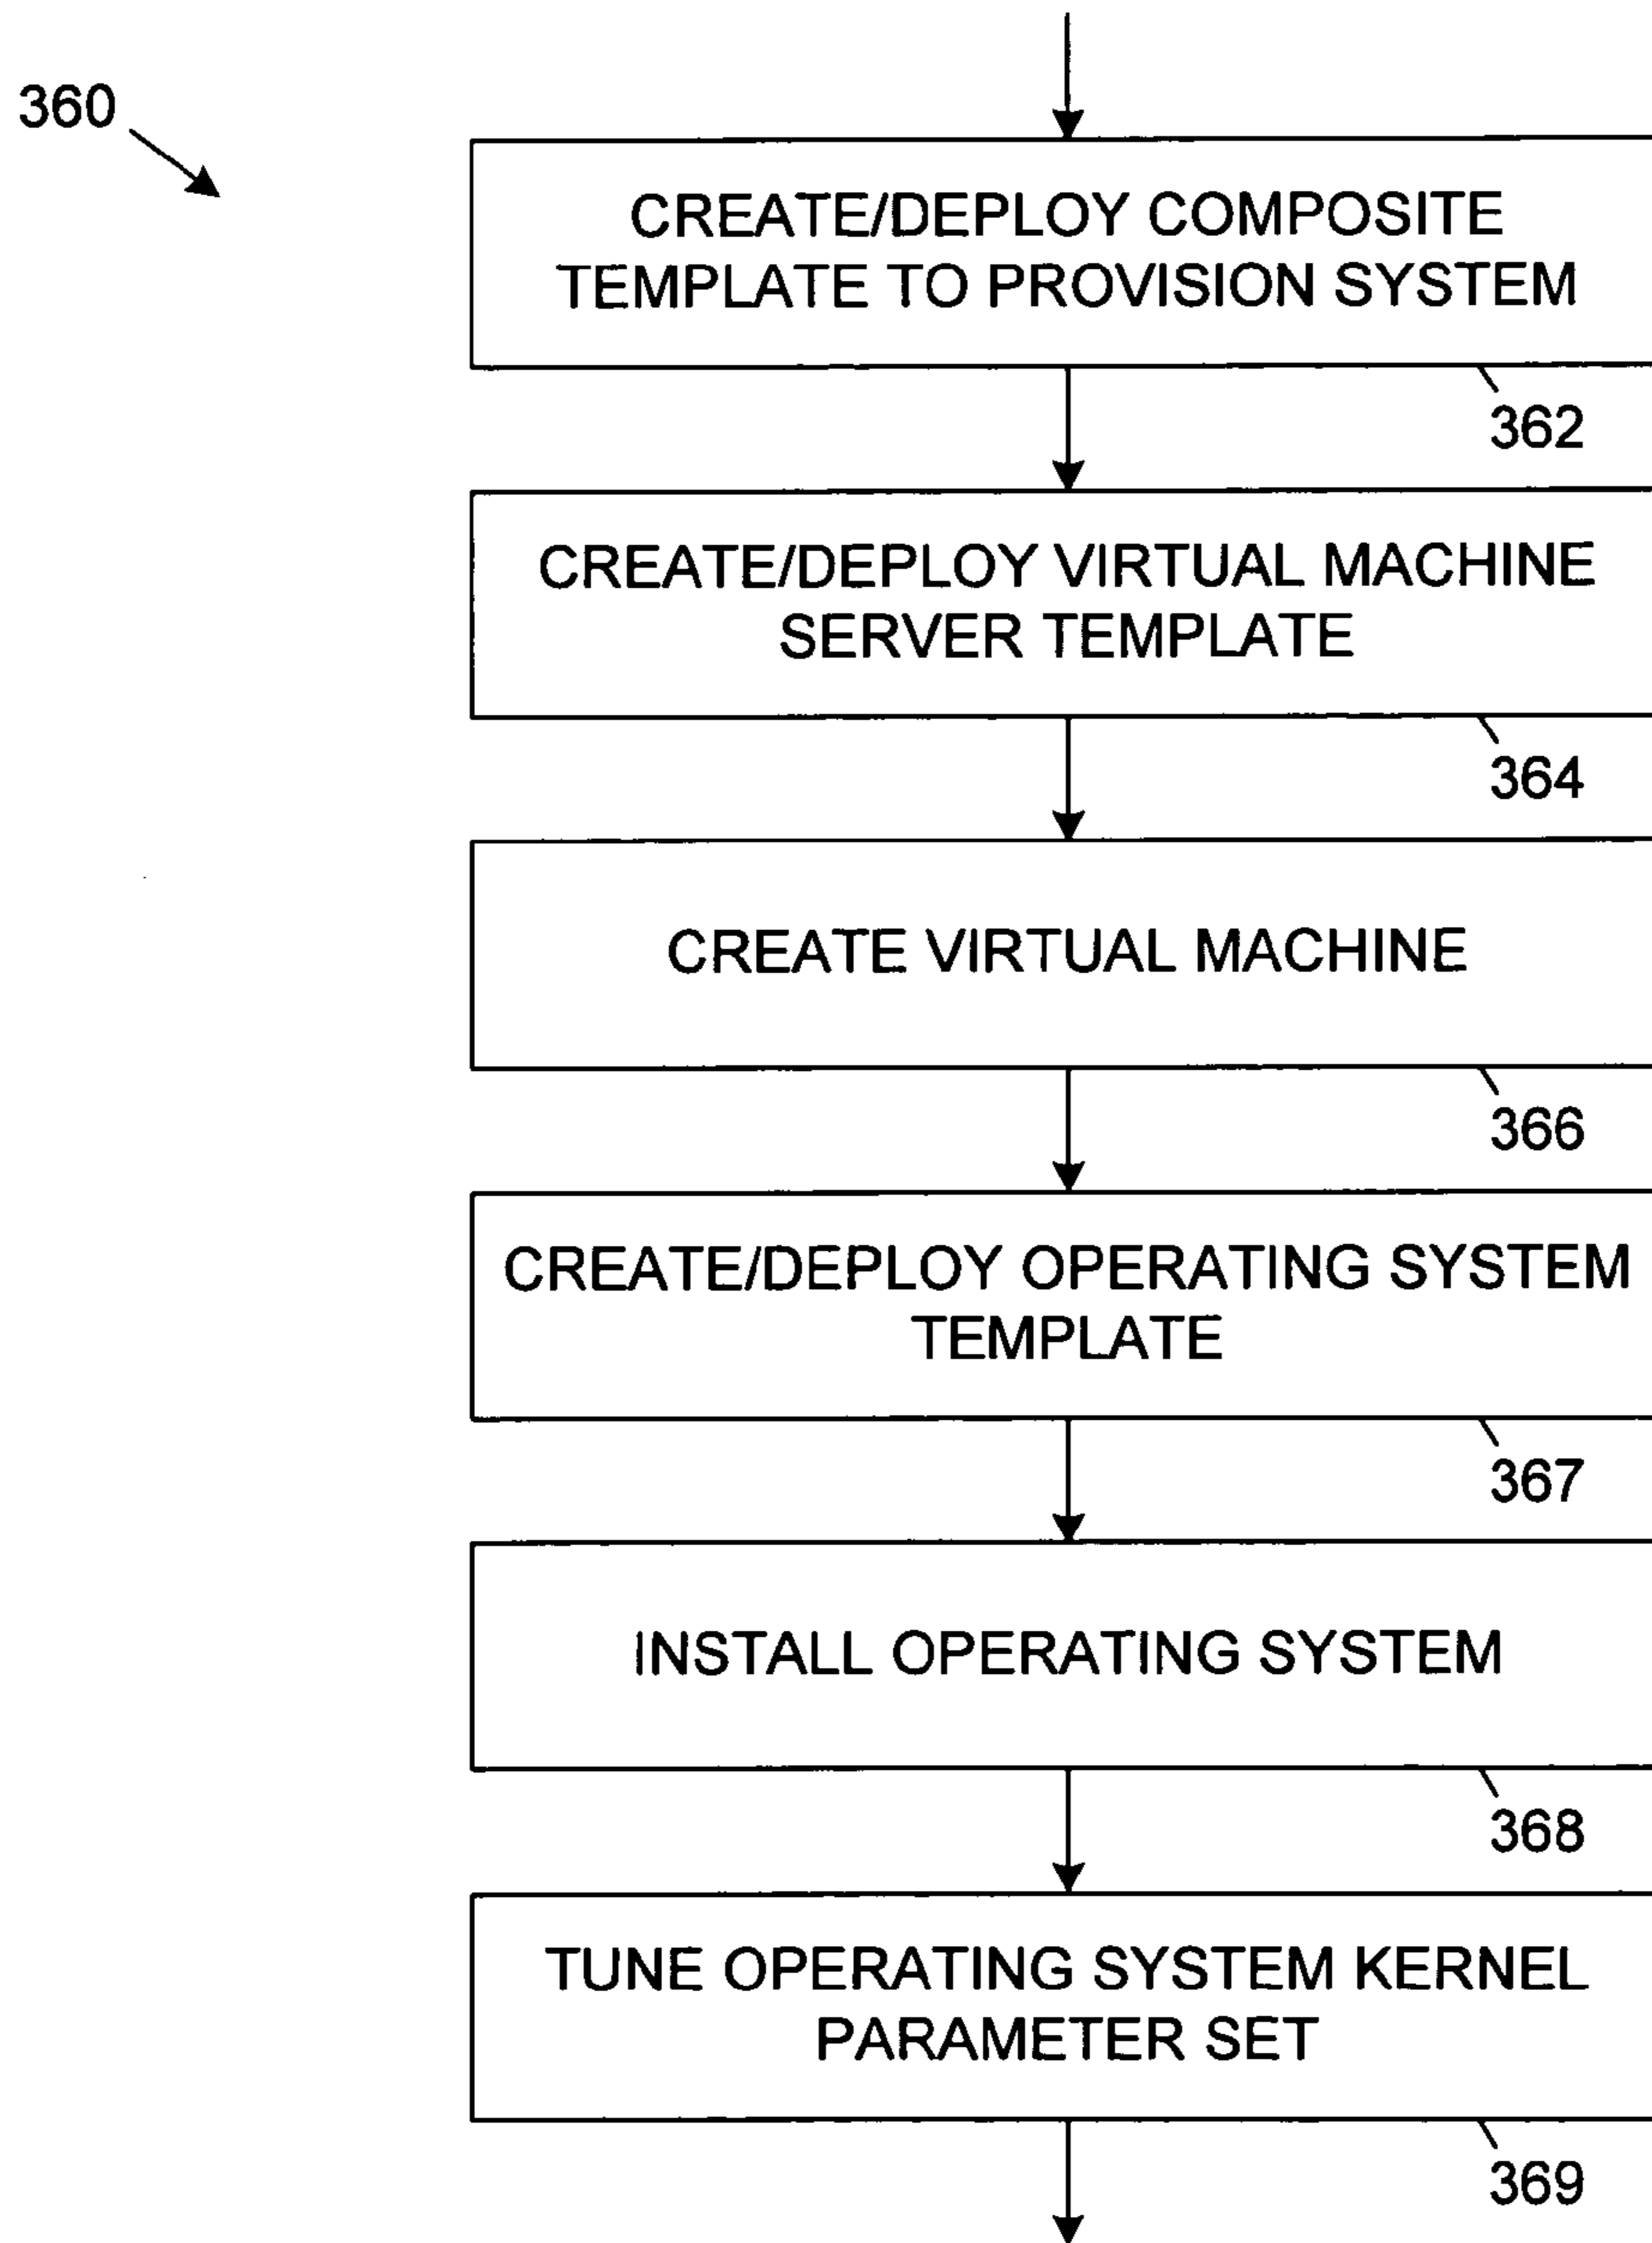 360
CREATE/DEPLOY COMPOSITE
TEMPLATE TO PROVISION SYSTEM
362
CREATE/DEPLOY VIRTUAL MACHINE
SERVER TEMPLATE
364
CREATE VIRTUAL MACHINE
366
CREATE/DEPLOY OPERATING SYSTEM
TEMPLATE
367
INSTALL OPERATING SYSTEM
368
TUNE OPERATING SYSTEM KERNEL
PARAMETER SET
369